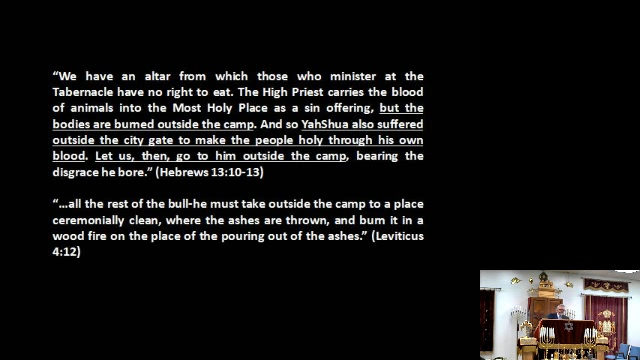 “We have an altar from which those who minister at the
Tabernacle have no right to eat. The High Priest carries the blood
of animals into the Most Holy Place as a sin offering, but the
bodies are burned outside the camp. And so YahShua also suffered
outside the city gate to make the people holy through his own
blood. Let us, then, go to him outside the camp, bearing the
disgrace he bore.” (Hebrews 13:10-13)
“…all the rest of the bull-he must take outside the camp to a place
ceremonially clean, where the ashes are thrown, and burn it in a
wood fire on the place of the pouring out of the ashes.” (Leviticus
4:12)